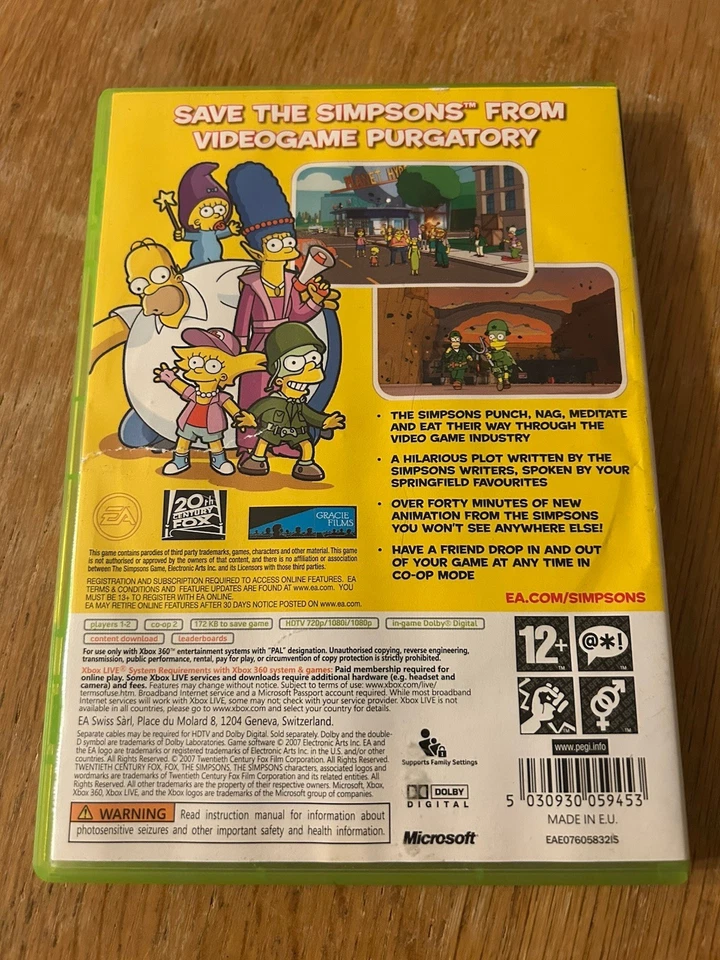 SAVE THE SIMPSONS™ FROM
VIDEOGAME PURGATORY
THE SIMPSONS PUNCH, NAG, MEDITATE
AND EAT THEIR WAY THROUGH THE
VIDEO GAME INDUSTRY
A HILARIOUS PLOT WRITTEN BY THE
SIMPSONS WRITERS, SPOKEN BY YOUR
SPRINGFIELD FAVOURITES
OVER FORTY MINUTES OF NEW
ANIMATION FROM THE SIMPSONS
YOU WON'T SEE ANYWHERE ELSE!
HAVE A FRIEND DROP IN AND OUT
OF YOUR GAME AT ANY TIME IN
CO-OP MODE
EA.COM/SIMPSONS
EA
20th
CENTURY
FOX
GRACIE
FILMS
This game contains parodies of third party trademarks, games, characters and other material. This game
is not authorised or approved by the owners of that content, and there is no affiliation or association
between The Simpsons Game, Electronic Arts Inc. and its Licensors with those third parties.
REGISTRATION AND SUBSCRIPTION REQUIRED TO ACCESS ONLINE FEATURES. EA
TERMS & CONDITIONS AND FEATURE UPDATES ARE FOUND AT www.ea.com. YOU
MUST BE 13+ TO REGISTER WITH EA ONLINE.
EA MAY RETIRE ONLINE FEATURES AFTER 30 DAYS NOTICE POSTED ON www.ea.com.
players 1-2 co-op 2 172 KB to save game HDTV 720p/1080i/1080p in-game Dolby® Digital
content download leaderboards
For use only with Xbox 360™ entertainment systems with "PAL" designation. Unauthorised copying, reverse engineering,
transmission, public performance, rental, pay for play, or circumvention of copy protection is strictly prohibited.
Xbox LIVE® System Requirements with Xbox 360 system & games: Paid membership required for
online play. Some Xbox LIVE services and downloads require additional hardware (e.g. headset and
camera) and fees. Features may change without notice. Subject to terms of use: www.xbox.com/live/
termsofuse.htm. Broadband Internet service and a Microsoft Passport account required. While most broadband
Internet services will work with Xbox LIVE, some may not; check with your service provider. Xbox LIVE is not
available in all countries, please go to www.xbox.com and select your country for details.
EA Swiss Sàrl, Place du Molard 8, 1204 Geneva, Switzerland.
Separate cables may be required for HDTV and Dolby Digital. Sold separately. Dolby and the double-
D symbol are trademarks of Dolby Laboratories. Game software © 2007 Electronic Arts Inc. EA and
the EA logo are trademarks or registered trademarks of Electronic Arts Inc. in the U.S. and/or other
countries. All Rights Reserved. © 2007 Twentieth Century Fox Film Corporation. All Rights Reserved.
TWENTIETH CENTURY FOX, FOX, THE SIMPSONS, THE SIMPSONS characters, associated logos and
wordmarks are trademarks of Twentieth Century Fox Film Corporation and its related entities. All
Rights Reserved. All other trademarks are the property of their respective owners. Microsoft, Xbox,
Xbox 360, Xbox LIVE, and the Xbox logos are trademarks of the Microsoft group of companies.
WARNING Read instruction manual for information about
photosensitive seizures and other important safety and health information.
Supports Family Settings
DOLBY
DIGITAL
Microsoft
12+
@*!
www.pegi.info
5 030930 059453
MADE IN E.U.
EAE07605832IS